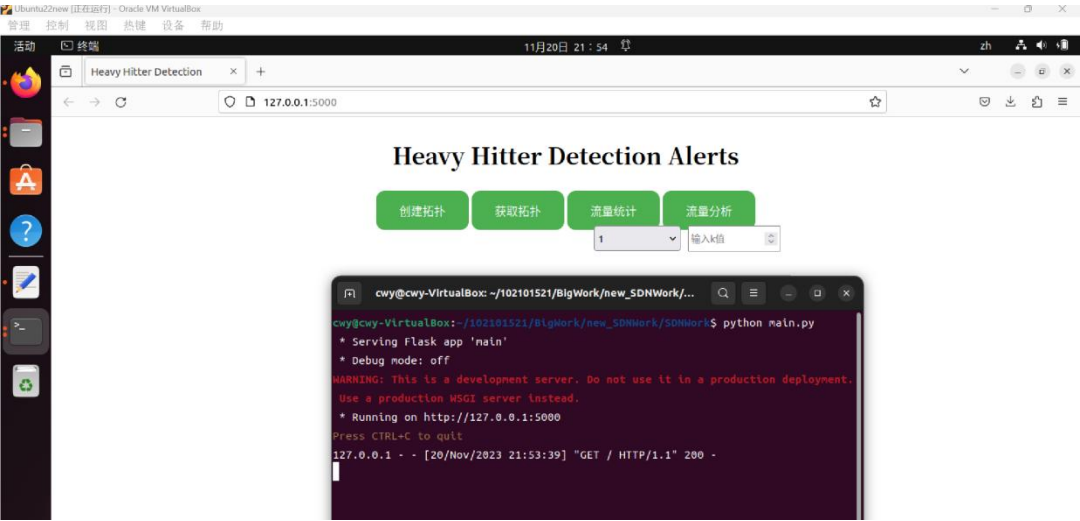 Ubuntu22new [正在运行] - Oracle VM VirtualBox
管理 控制 视图 热键 设备 帮助
活动 终端 11月20日 21：54 zh
Heavy Hitter Detection × +
127.0.0.1:5000
Heavy Hitter Detection Alerts
创建拓扑 获取拓扑 流量统计 流量分析
1 输入k值
cwy@cwy-VirtualBox: ~/102101521/BigWork/new_SDNWork/...
cwy@cwy-VirtualBox:~/102101521/BigWork/new_SDNWork/SDNWork$ python main.py
* Serving Flask app 'main'
* Debug mode: off
WARNING: This is a development server. Do not use it in a production deployment.
Use a production WSGI server instead.
* Running on http://127.0.0.1:5000
Press CTRL+C to quit
127.0.0.1 - - [20/Nov/2023 21:53:39] "GET / HTTP/1.1" 200 -